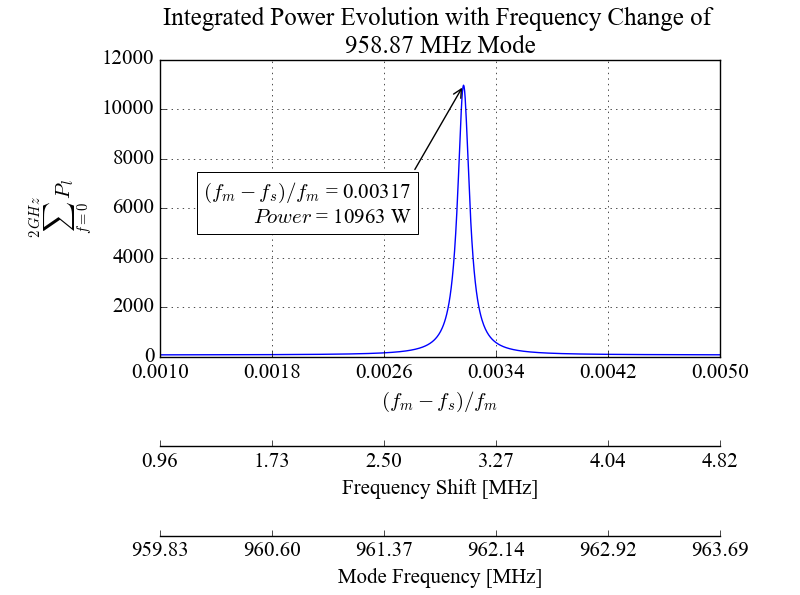 Integrated Power Evolution with Frequency Change of
958.87 MHz Mode
12000
10000
8000
6000
4000
2000
0
2GHz
∑ P_l
f=0
(f_m − f_s)/f_m = 0.00317
Power = 10963 W
0.0010 0.0018 0.0026 0.0034 0.0042 0.0050
(f_m − f_s)/f_m
0.96 1.73 2.50 3.27 4.04 4.82
Frequency Shift [MHz]
959.83 960.60 961.37 962.14 962.92 963.69
Mode Frequency [MHz]